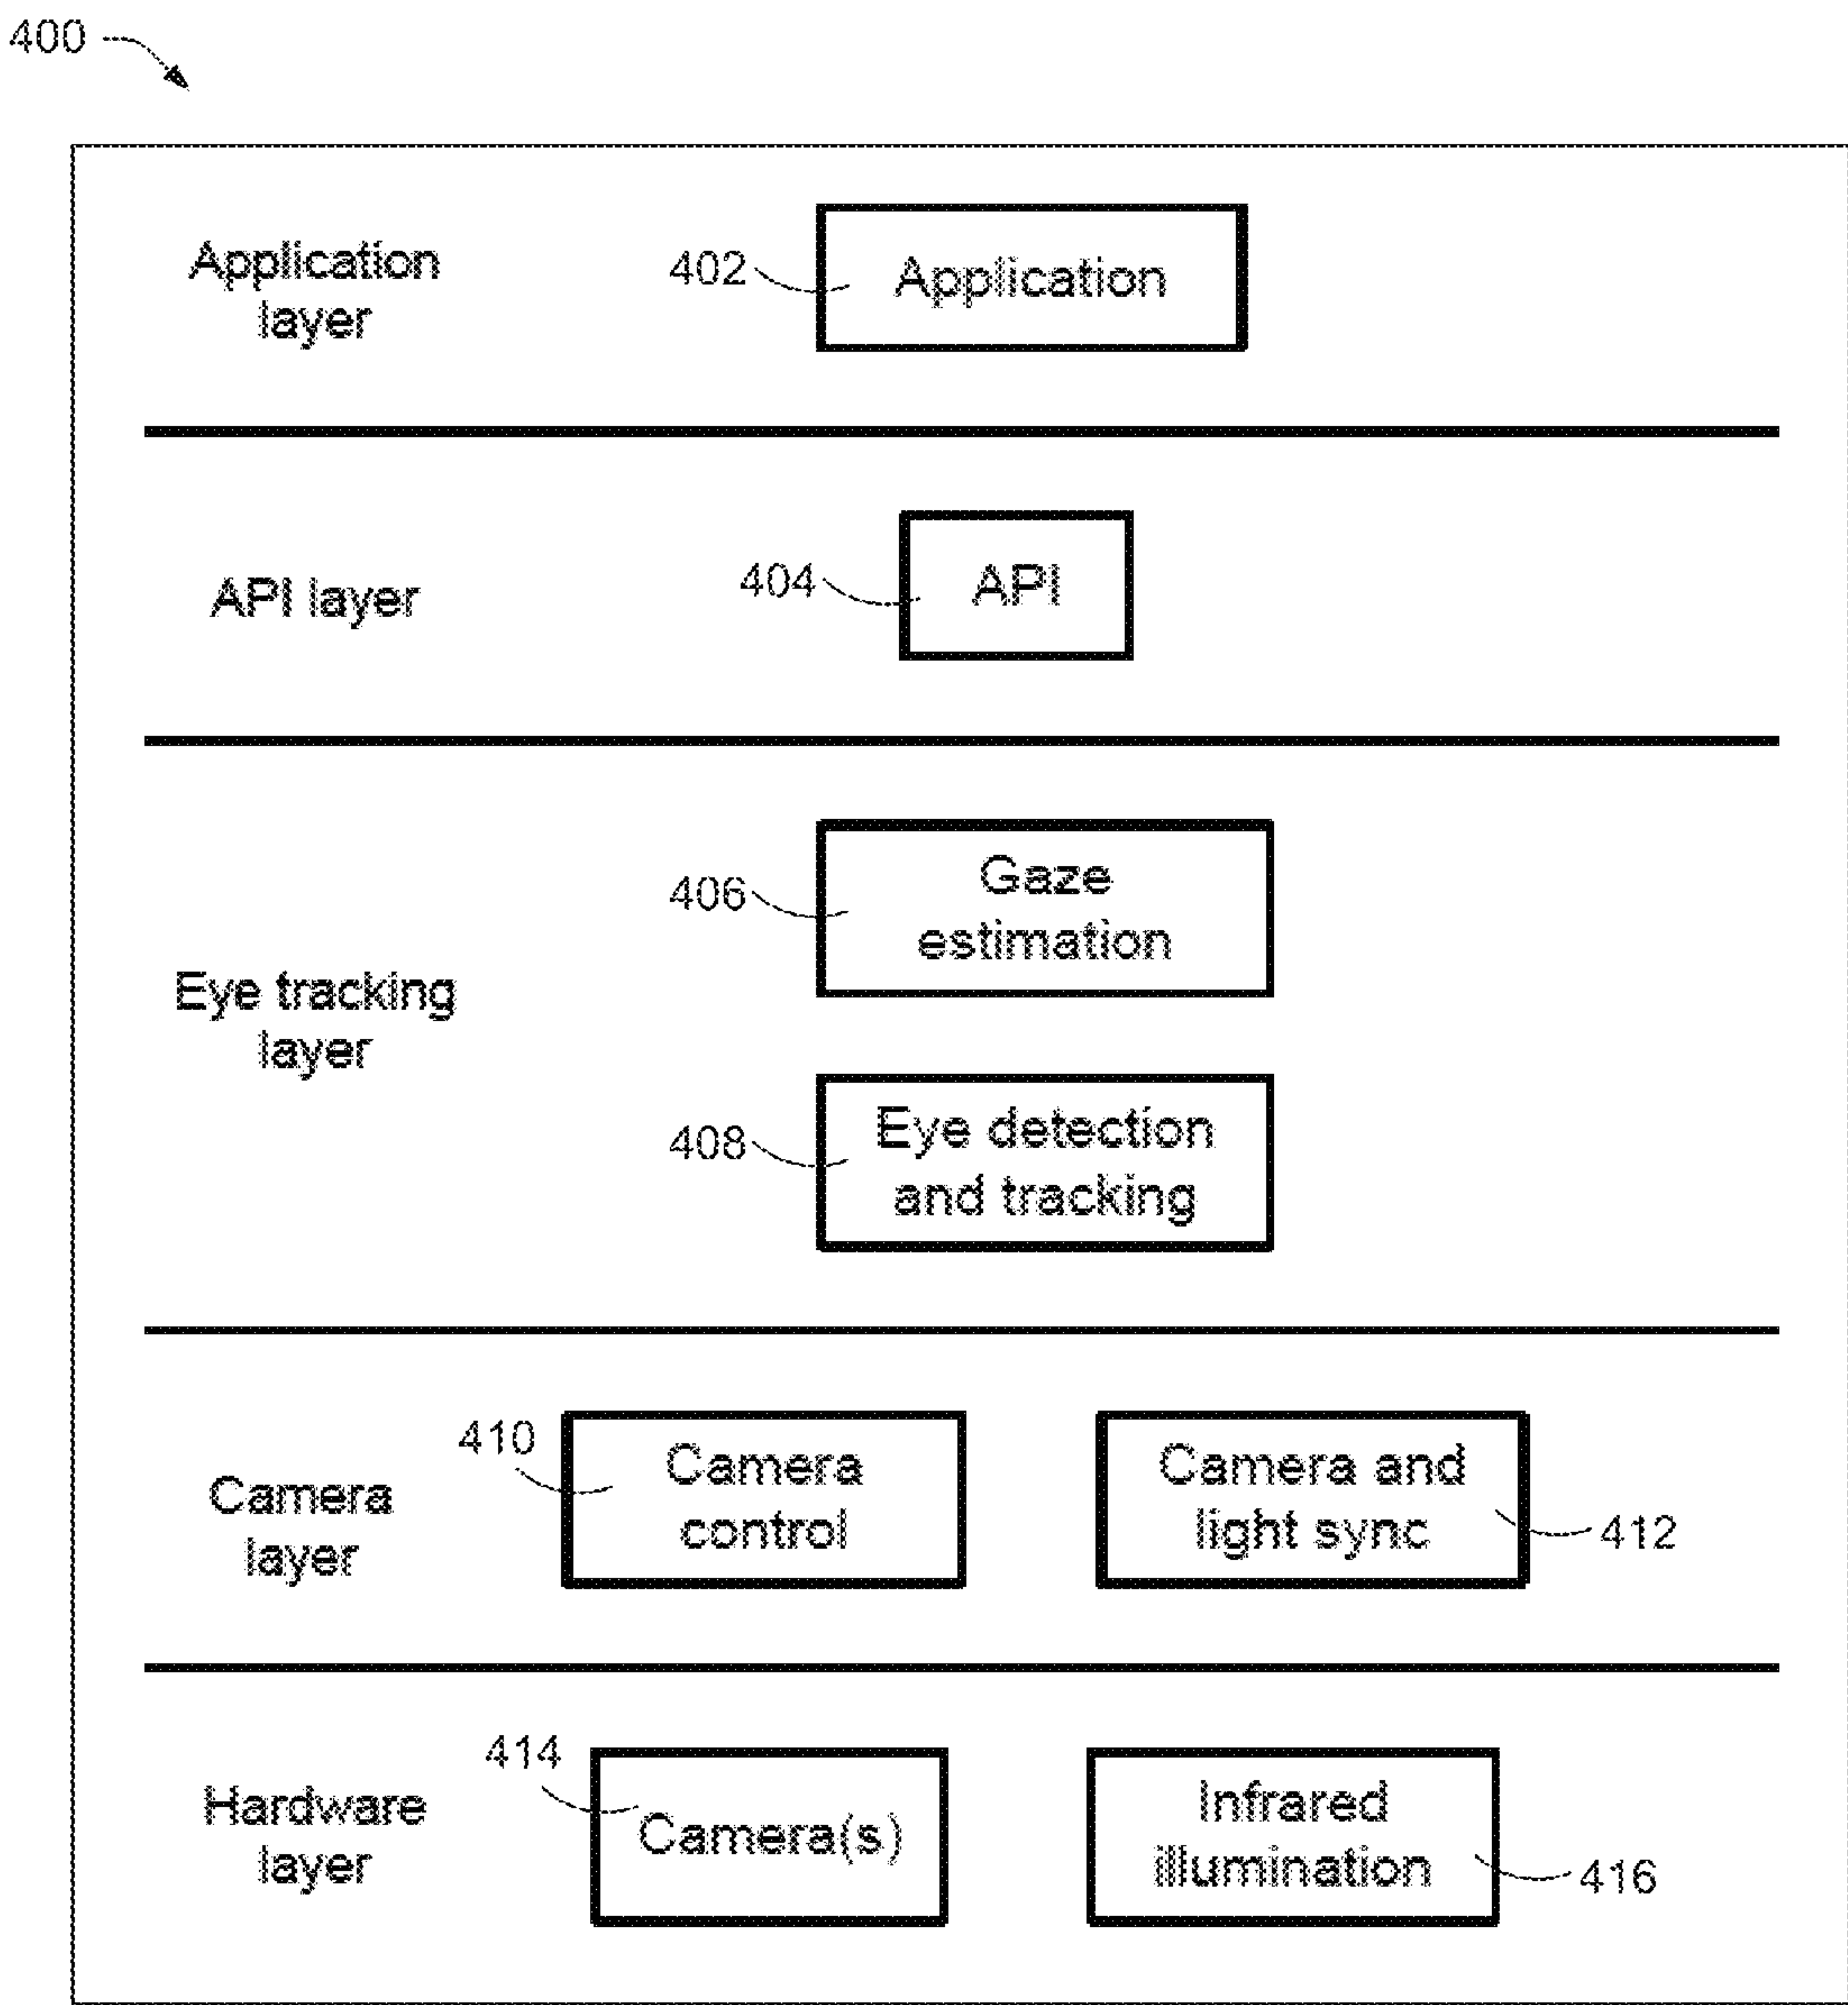 400
Application
layer
402
Application
API layer
404
API
Eye tracking
layer
406
Gaze
estimation
408
Eye detection
and tracking
Camera
layer
410
Camera
control
Camera and
light sync
412
Hardware
layer
414
Camera(s)
Infrared
illumination
416